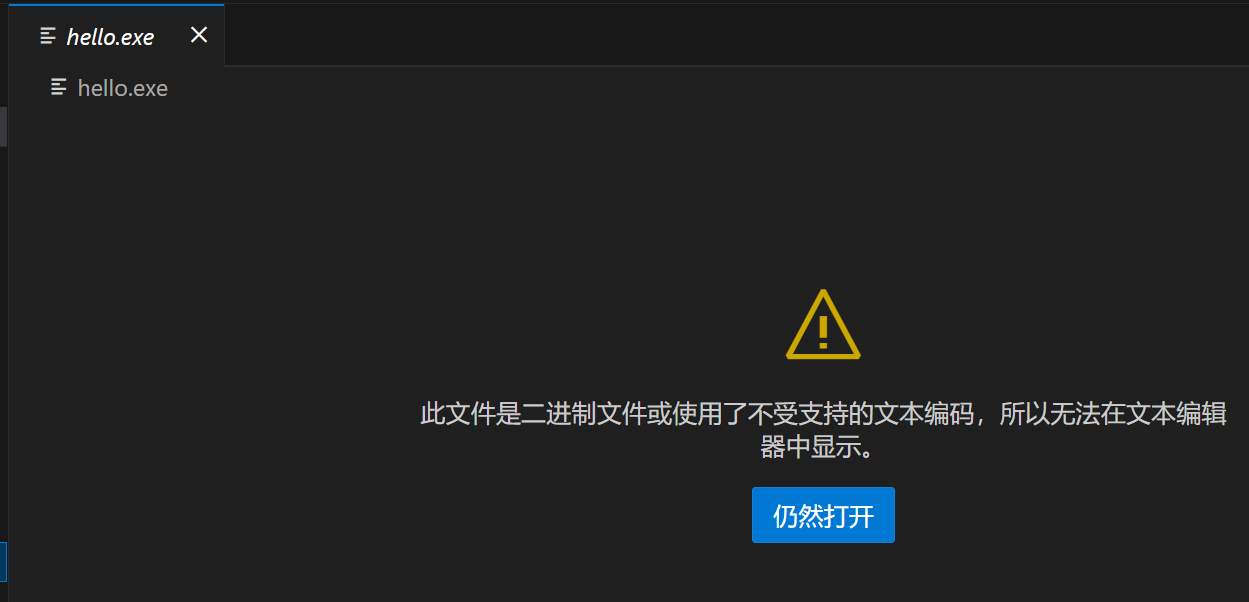 hello.exe
hello.exe
此文件是二进制文件或使用了不受支持的文本编码，所以无法在文本编辑
器中显示。
仍然打开